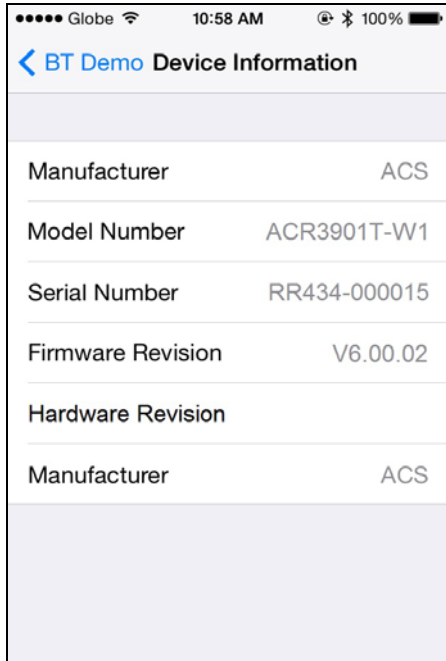 Globe 10:58 AM 100%
BT Demo Device Information
Manufacturer ACS
Model Number ACR3901T-W1
Serial Number RR434-000015
Firmware Revision V6.00.02
Hardware Revision
Manufacturer ACS